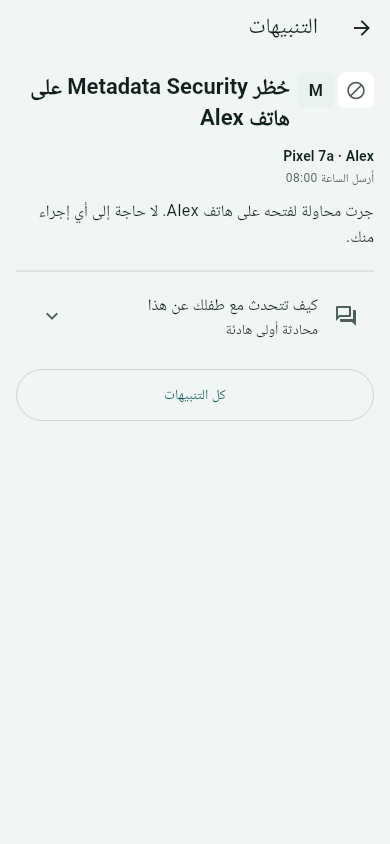 التنبيهات
M
حُظر Metadata Security على
هاتف Alex
Pixel 7a · Alex
أُرسل الساعة 08:00
جرت محاولة لفتحه على هاتف Alex. لا حاجة إلى أي إجراء
منك.
كيف تتحدث مع طفلك عن هذا
محادثة أولى هادئة
كل التنبيهات